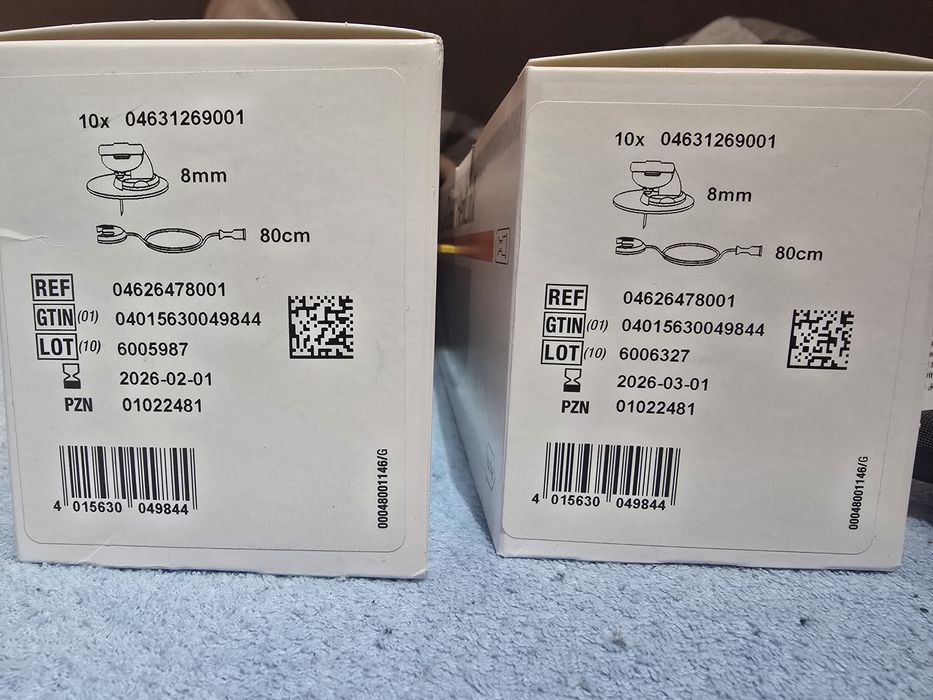 10x 04631269001
8mm
80cm
REF 04626478001
GTIN (01) 04015630049844
LOT (10) 6005987
2026-02-01
PZN 01022481
4 015630 049844
00048001146/G
10x 04631269001
8mm
80cm
REF 04626478001
GTIN (01) 04015630049844
LOT (10) 6006327
2026-03-01
PZN 01022481
4 015630 049844
00048001146/G